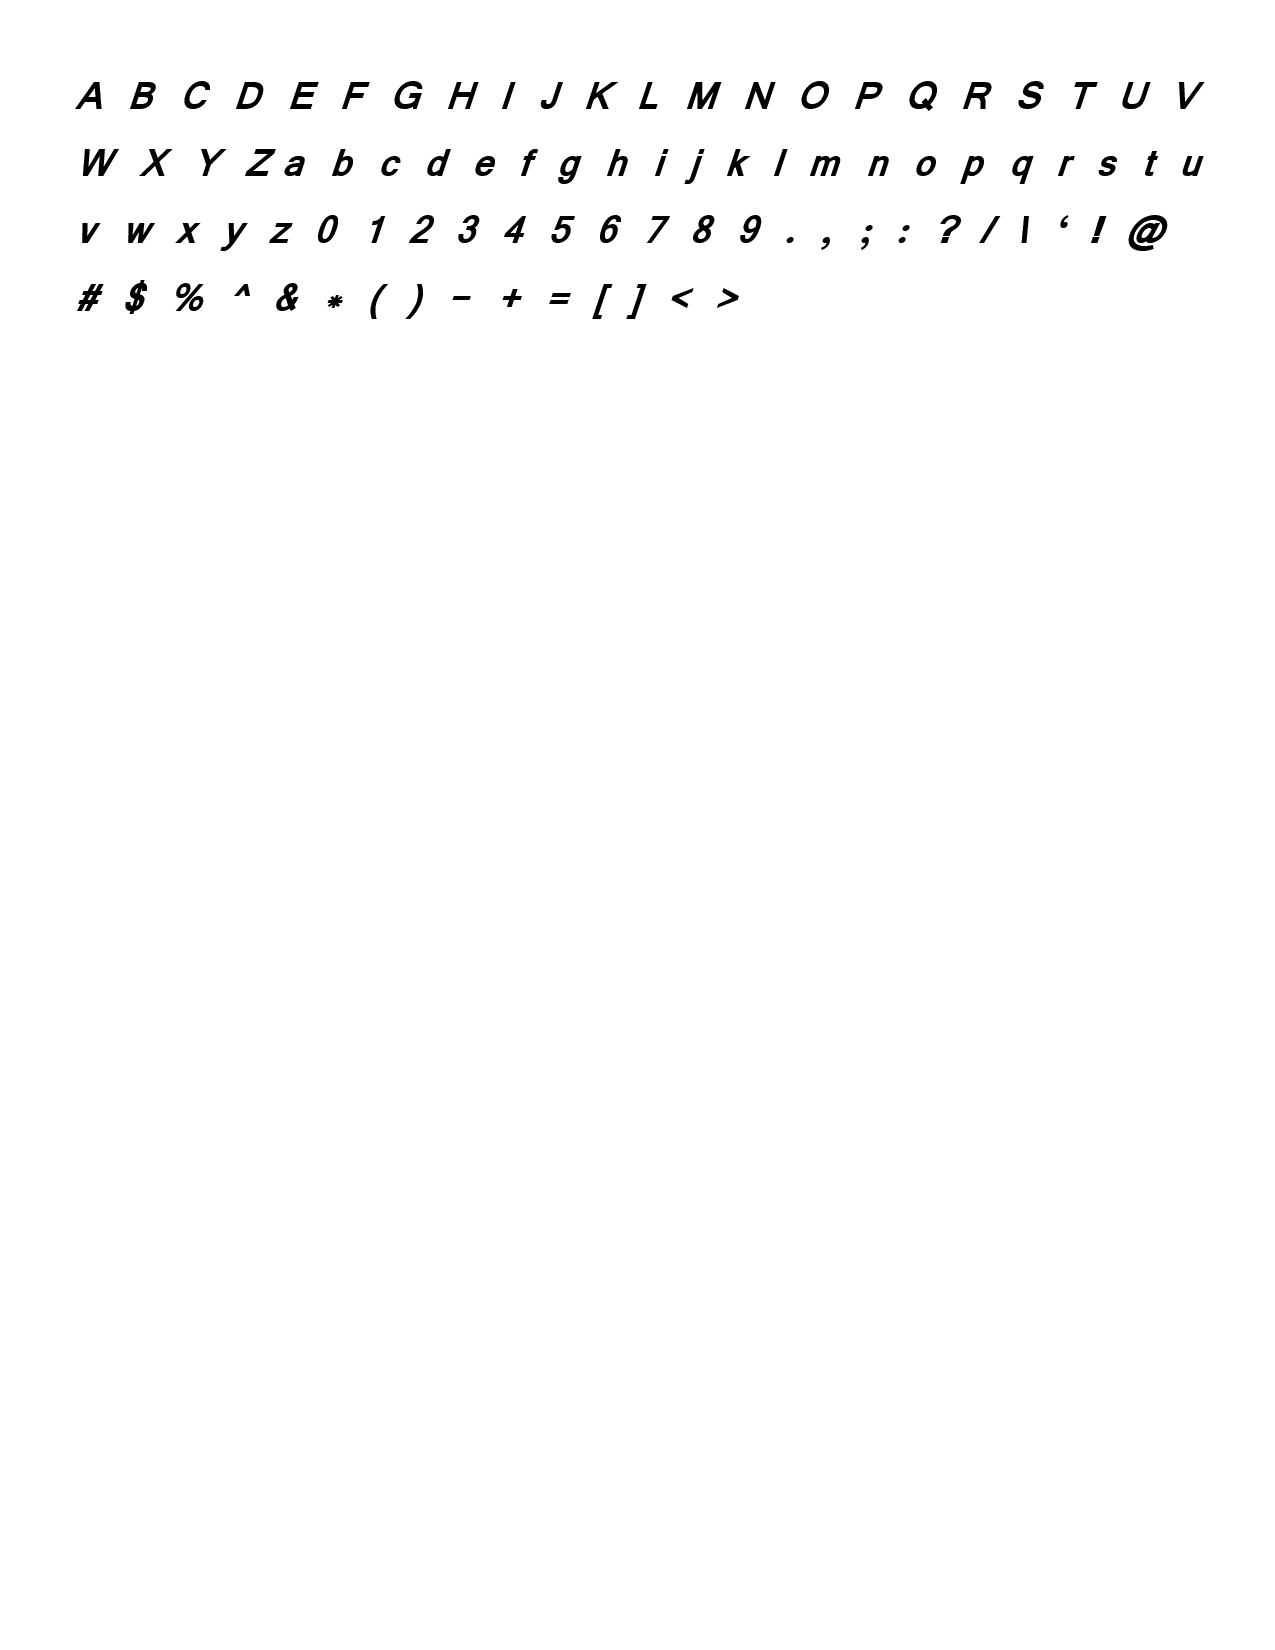 A B C D E F G H I J K L M N O P Q R S T U V
W X Y Z a b c d e f g h i j k l m n o p q r s t u
v w x y z 0 1 2 3 4 5 6 7 8 9 . , ; : ? / \ ‘ ! @
# $ % ^ & * ( ) – + = [ ] < >